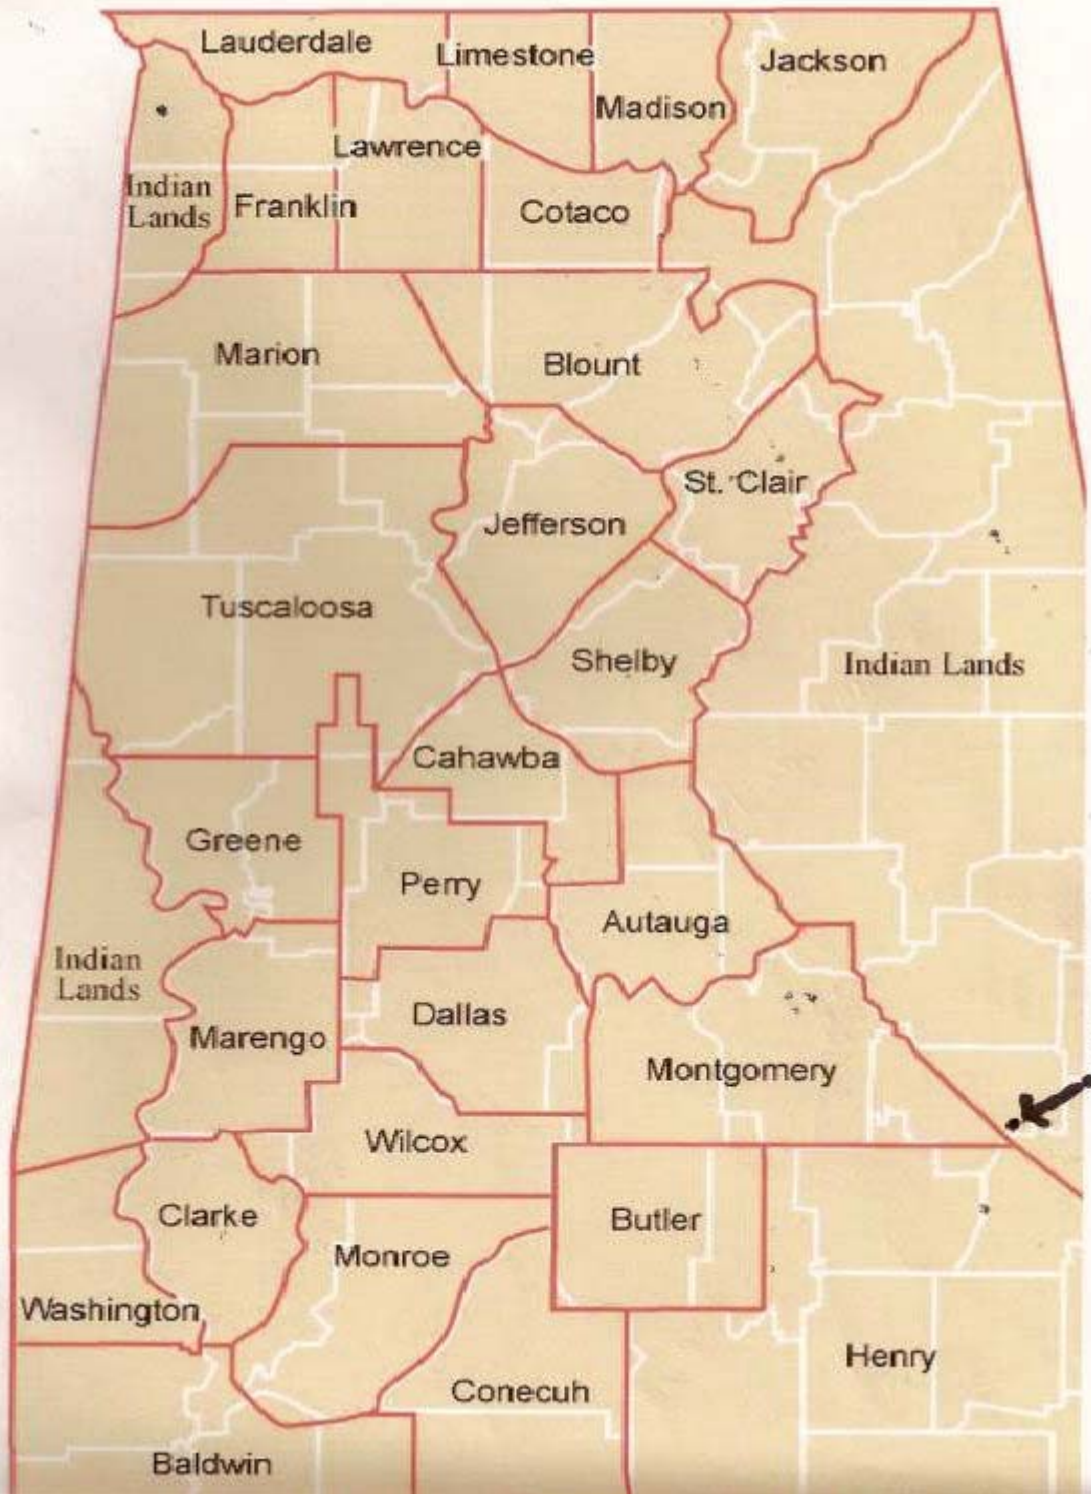 Lauderdale
Limestone
Jackson
Madison
Lawrence
Indian
Lands
Franklin
Cotaco
Marion
Blount
St. Clair
Jefferson
Tuscaloosa
Shelby
Indian Lands
Cahawba
Greene
Perry
Autauga
Indian
Lands
Dallas
Marengo
Montgomery
Wilcox
Clarke
Butler
Monroe
Washington
Henry
Conecuh
Baldwin